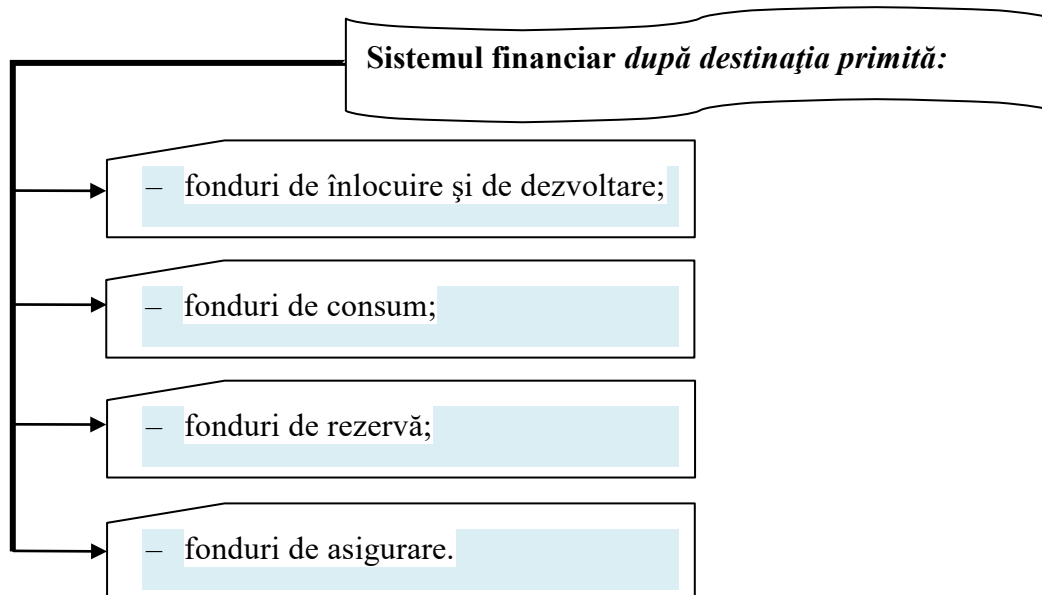 Sistemul financiar după destinaţia primită:
– fonduri de înlocuire şi de dezvoltare;
– fonduri de consum;
– fonduri de rezervă;
– fonduri de asigurare.